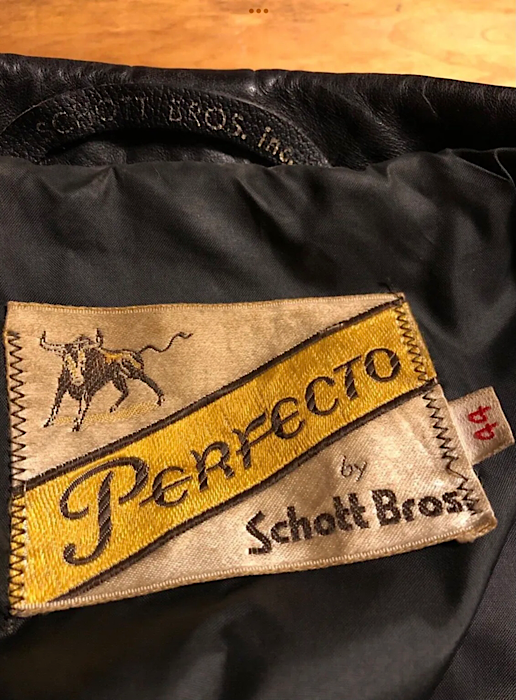 SCHOTT BROS. inc.
PERFECTO
by
Schott Bros.
44